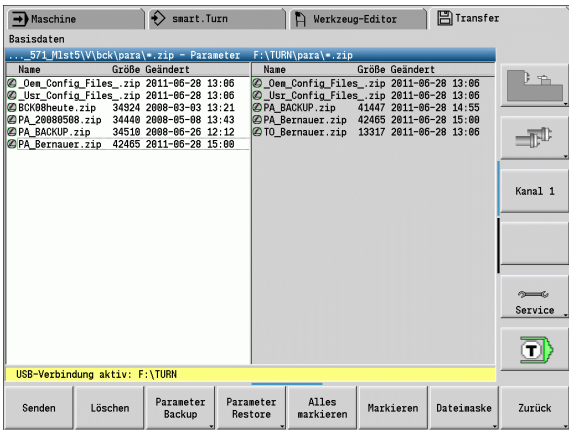 Maschine
smart.Turn
Werkzeug-Editor
Transfer
Basisdaten
..._571_Mlst5\V\bck\para\*.zip - Parameter F:\TURN\para\*.zip
Name Größe Geändert
_Oem_Config_Files_.zip 2011-06-28 13:06
_Usr_Config_Files_.zip 2011-06-28 13:06
BCK08heute.zip 34924 2008-03-03 13:21
PA_20080508.zip 34440 2008-05-08 13:43
PA_BACKUP.zip 34510 2008-06-26 12:12
PA_Bernauer.zip 42465 2011-06-28 15:00
Name Größe Geändert
_Oem_Config_Files_.zip 2011-06-28 13:06
_Usr_Config_Files_.zip 2011-06-28 13:06
PA_BACKUP.zip 41447 2011-06-28 14:55
PA_Bernauer.zip 42465 2011-06-28 15:00
TO_Bernauer.zip 13317 2011-06-28 13:06
Kanal 1
Service
T
USB-Verbindung aktiv: F:\TURN
Senden
Löschen
Parameter
Backup
Parameter
Restore
Alles
markieren
Markieren
Dateimaske
Zurück